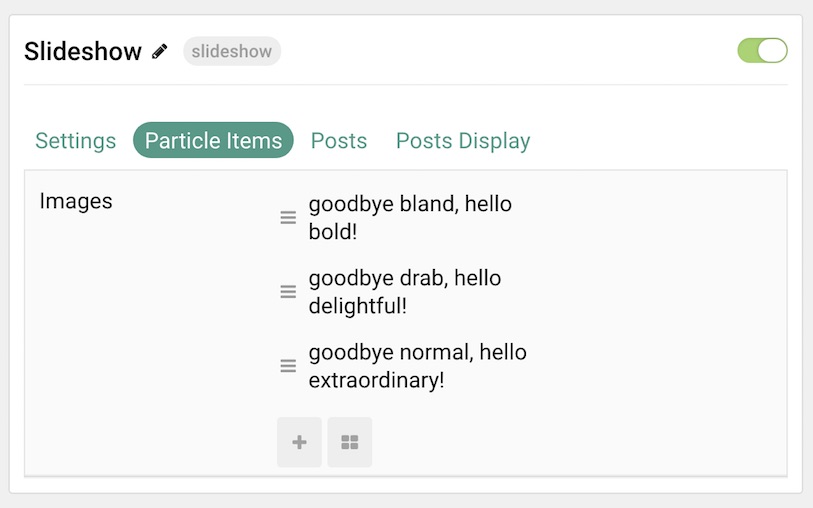 Slideshow slideshow
Settings Particle Items Posts Posts Display
Images
goodbye bland, hello
bold!
goodbye drab, hello
delightful!
goodbye normal, hello
extraordinary!